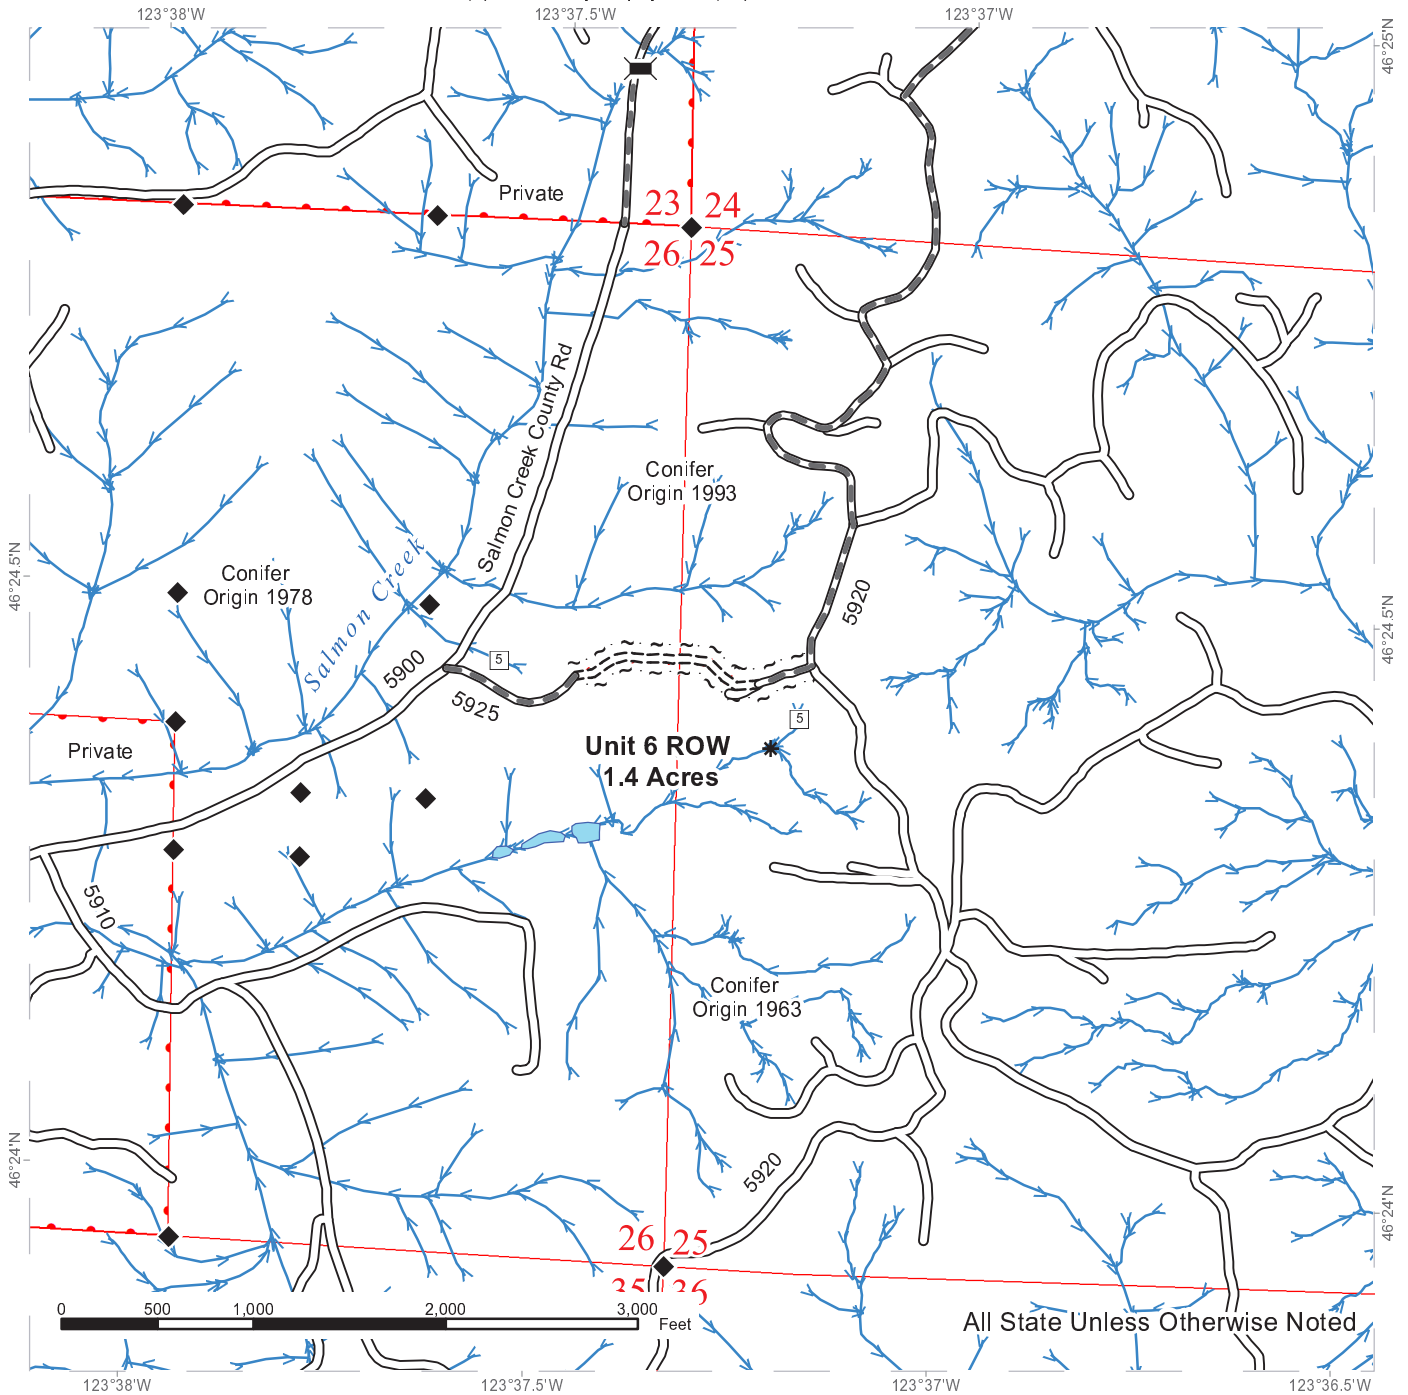 123°38'W
123°37.5'W
123°37'W
46°25'N
Private
23 24
26 25
Salmon Creek County Rd
Conifer
Origin 1993
46°24.5'N
Conifer
Origin 1978
Salmon Creek
5920
46°24.5'N
5900
5
5925
5
Private
Unit 6 ROW
1.4 Acres
5910
Conifer
Origin 1963
46°24'N
5920
46°24'N
26 25
35 36
0 500 1,000 2,000 3,000
Feet
All State Unless Otherwise Noted
123°38'W
123°37.5'W
123°37'W
123°36.5'W